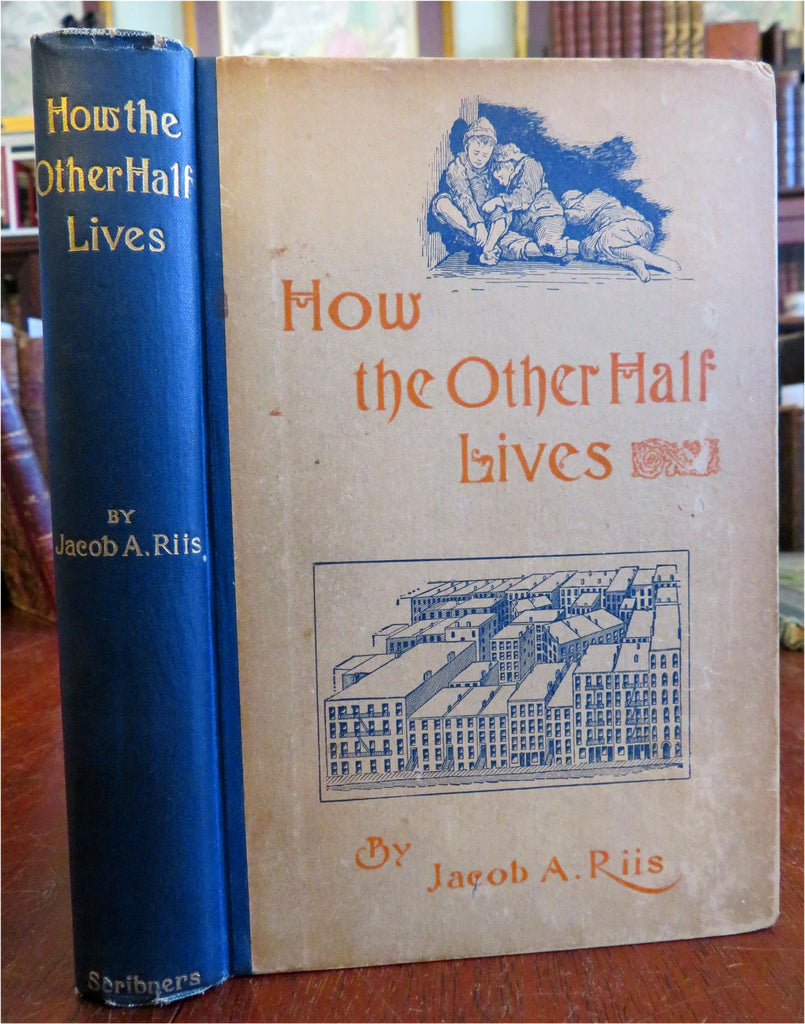 How the
Other Half
Lives
BY
Jacob A. Riis
Scribners
How
the Other Half
Lives
By
Jacob A. Riis